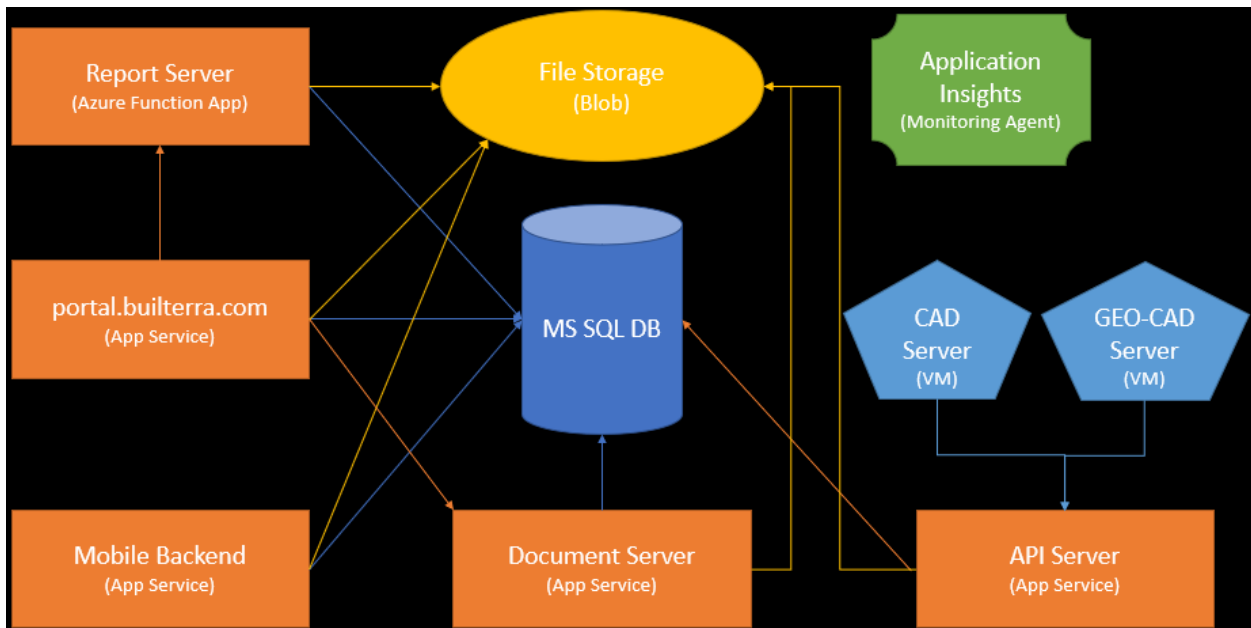 Report Server
(Azure Function App)
File Storage
(Blob)
Application
Insights
(Monitoring Agent)
portal.builterra.com
(App Service)
MS SQL DB
CAD
Server
(VM)
GEO-CAD
Server
(VM)
Mobile Backend
(App Service)
Document Server
(App Service)
API Server
(App Service)